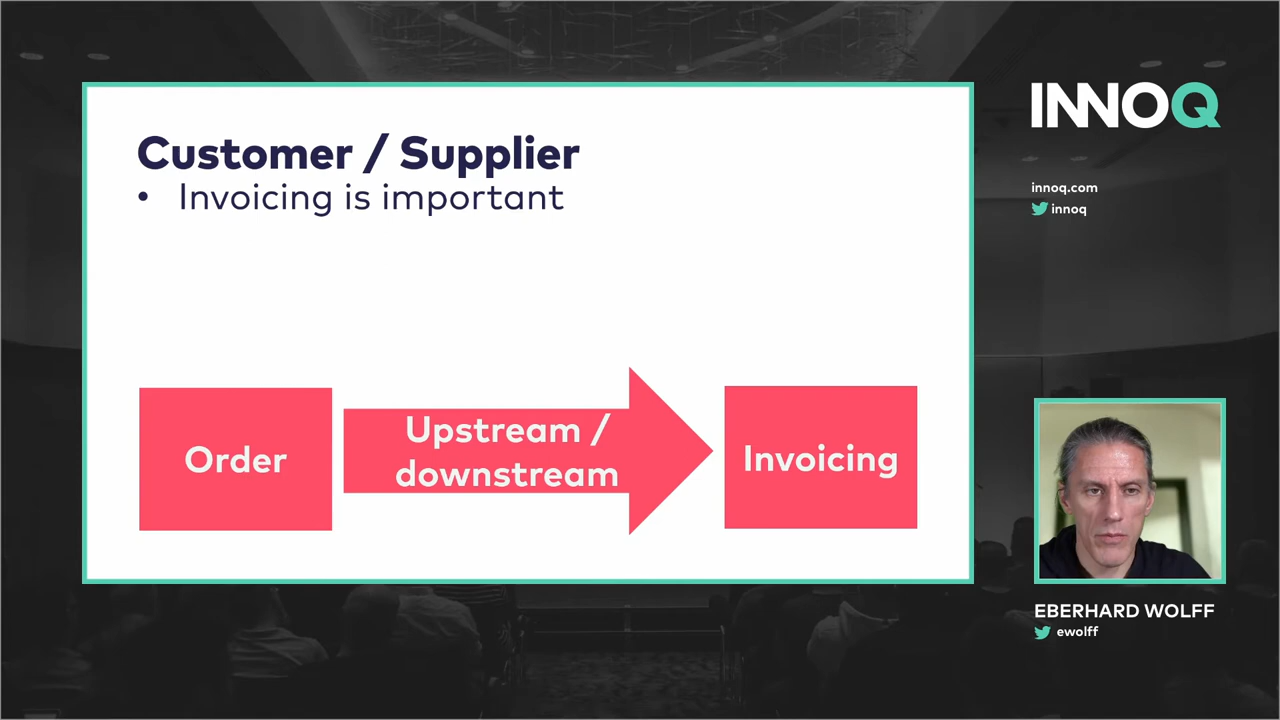 Customer / Supplier
• Invoicing is important
Order
Upstream /
downstream
Invoicing
INNOQ
innoq.com
innoq
EBERHARD WOLFF
ewolff